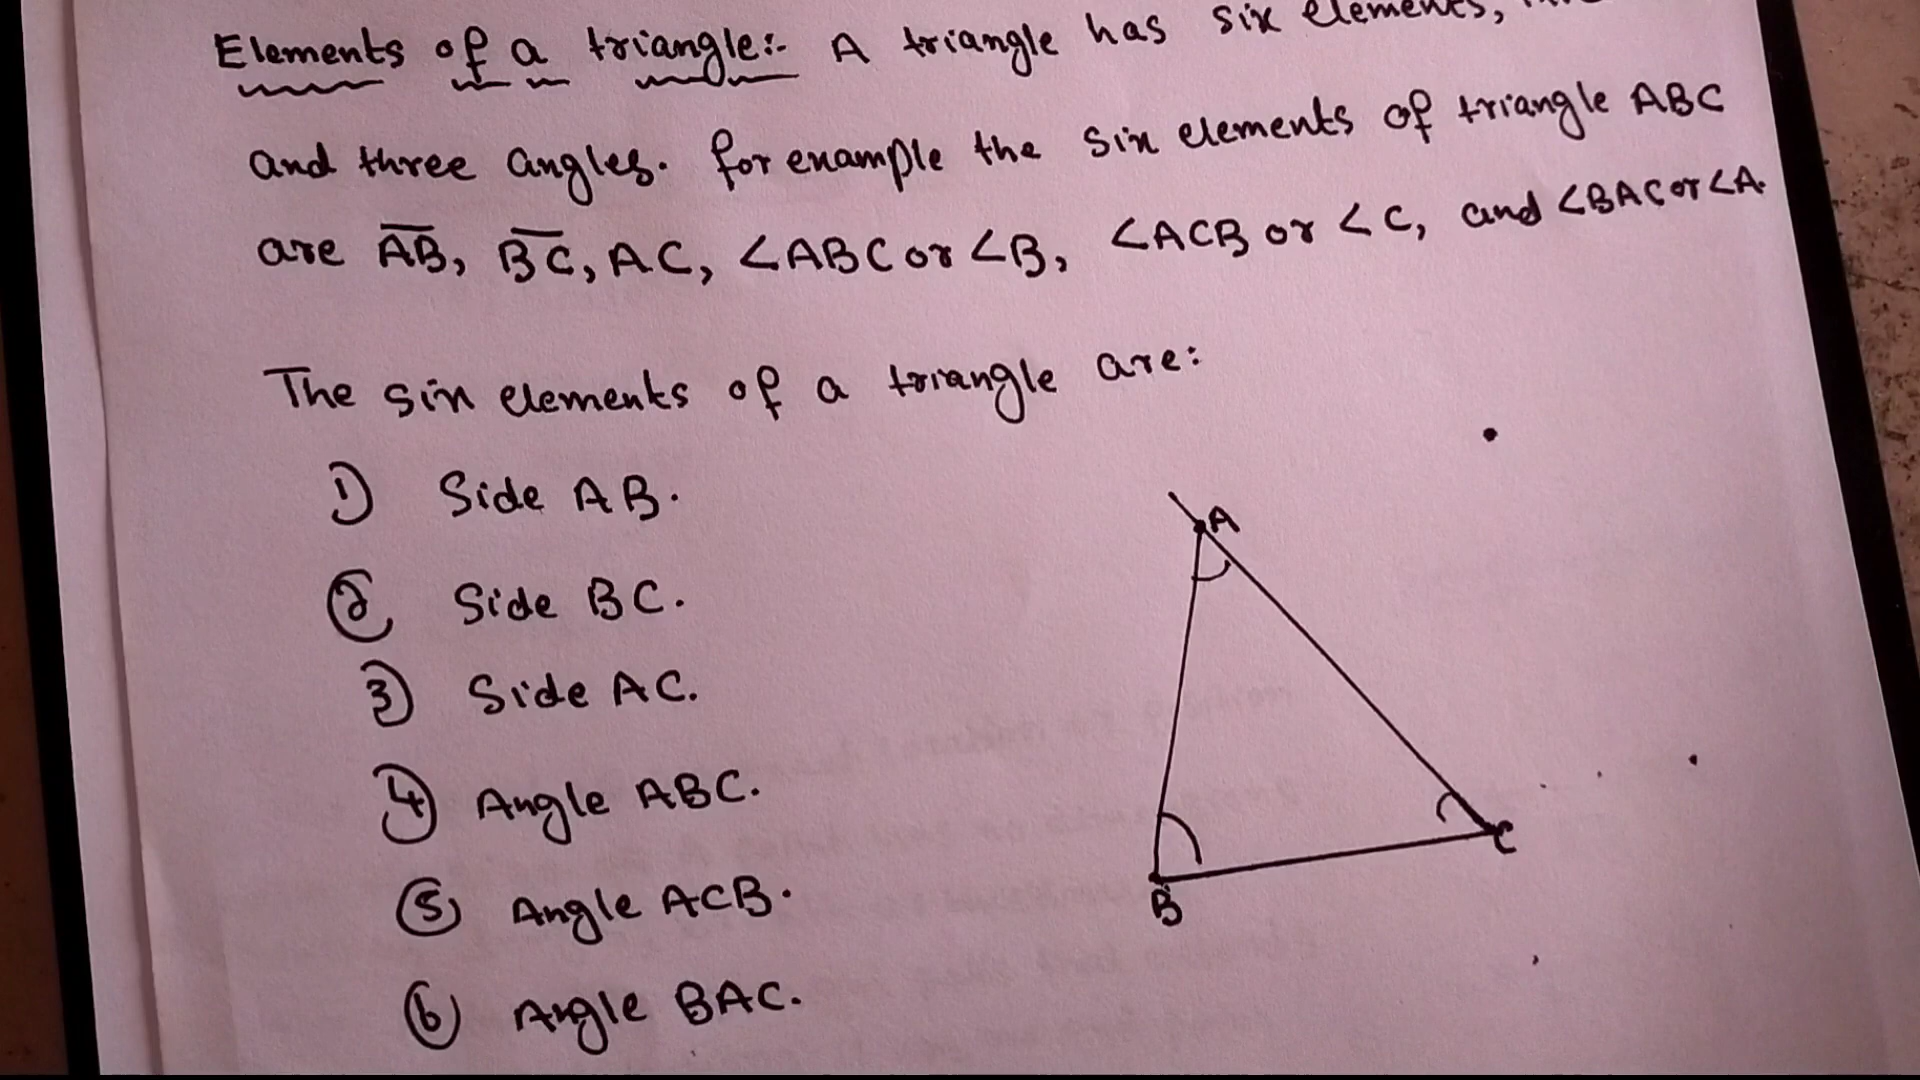 Elements of a triangle:- A triangle has six elements,
and three angles. for example the six elements of triangle ABC
are A̅B̅, B̅C̅, AC, ∠ABC or ∠B, ∠ACB or ∠C, and ∠BAC or ∠A.
The six elements of a triangle are:
1) Side AB.
2 Side BC.
3) Side AC.
4) Angle ABC.
5 Angle ACB.
6 Angle BAC.
A
B
C